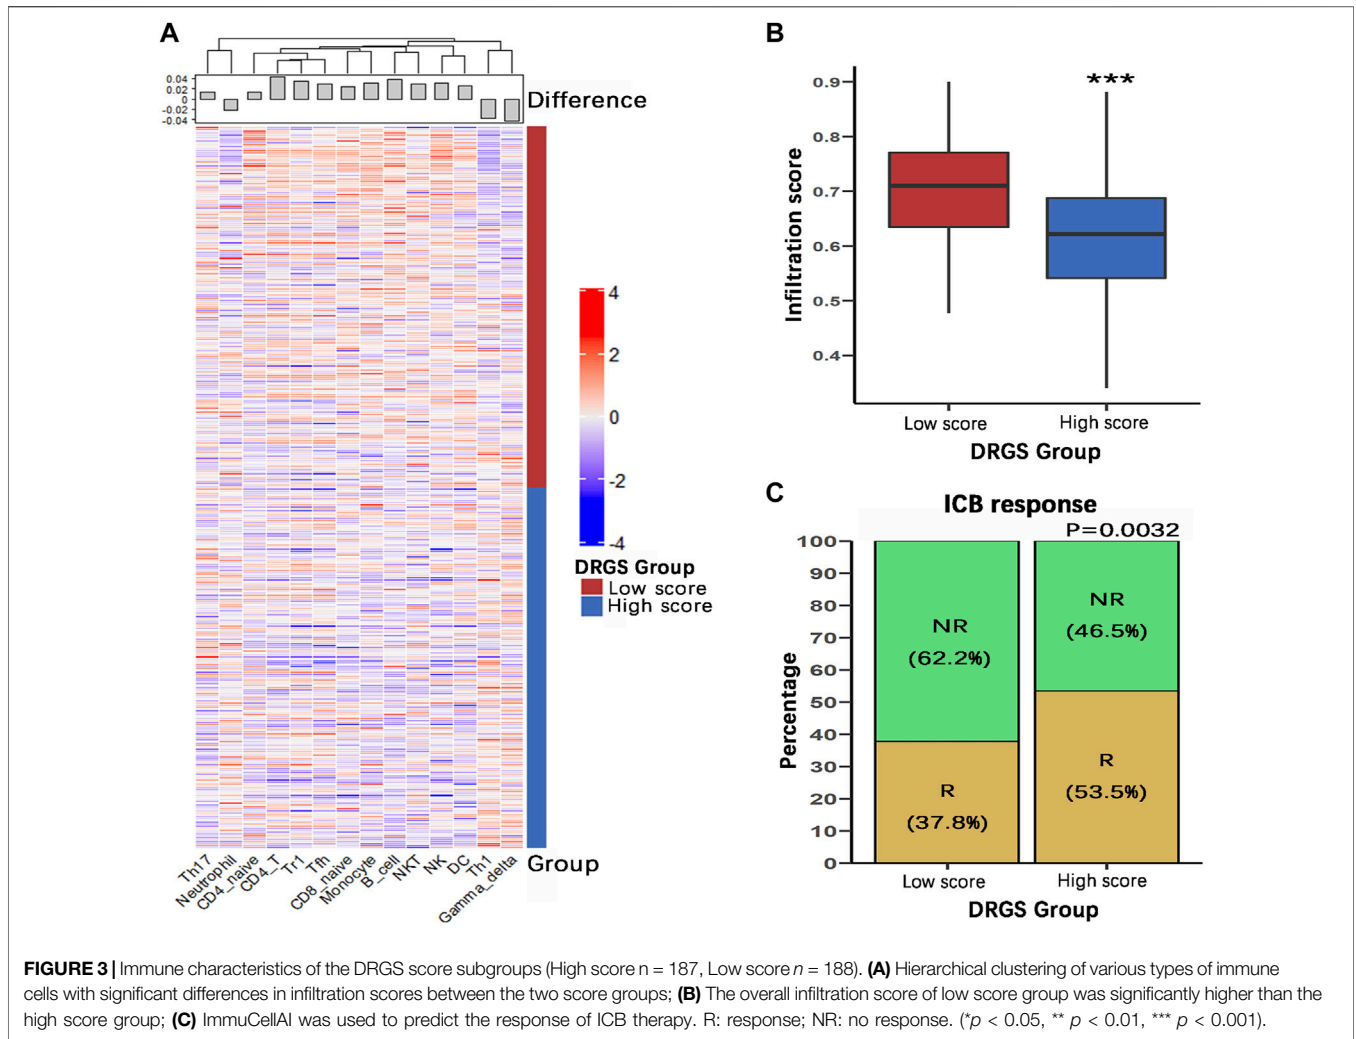 A
0.04
0.02
0
-0.02
-0.04
Difference
4
2
0
-2
-4
DRGS Group
Low score
High score
Th17
Neutrophil
CD4_naive
CD4_T
Tr1
Tfh
CD8_naive
Monocyte
B_cell
NKT
NK
DC
Th1
Gamma_delta
Group
B
0.9
0.8
0.7
0.6
0.5
0.4
Infiltration score
***
Low score
High score
DRGS Group
C
ICB response
P=0.0032
100
90
80
70
60
50
40
30
20
10
0
Percentage
NR
(62.2%)
R
(37.8%)
NR
(46.5%)
R
(53.5%)
Low score
High score
DRGS Group
FIGURE 3 | Immune characteristics of the DRGS score subgroups (High score n = 187, Low score n = 188). (A) Hierarchical clustering of various types of immune
cells with significant differences in infiltration scores between the two score groups; (B) The overall infiltration score of low score group was significantly higher than the
high score group; (C) ImmuCellAI was used to predict the response of ICB therapy. R: response; NR: no response. (*p < 0.05, ** p < 0.01, *** p < 0.001).